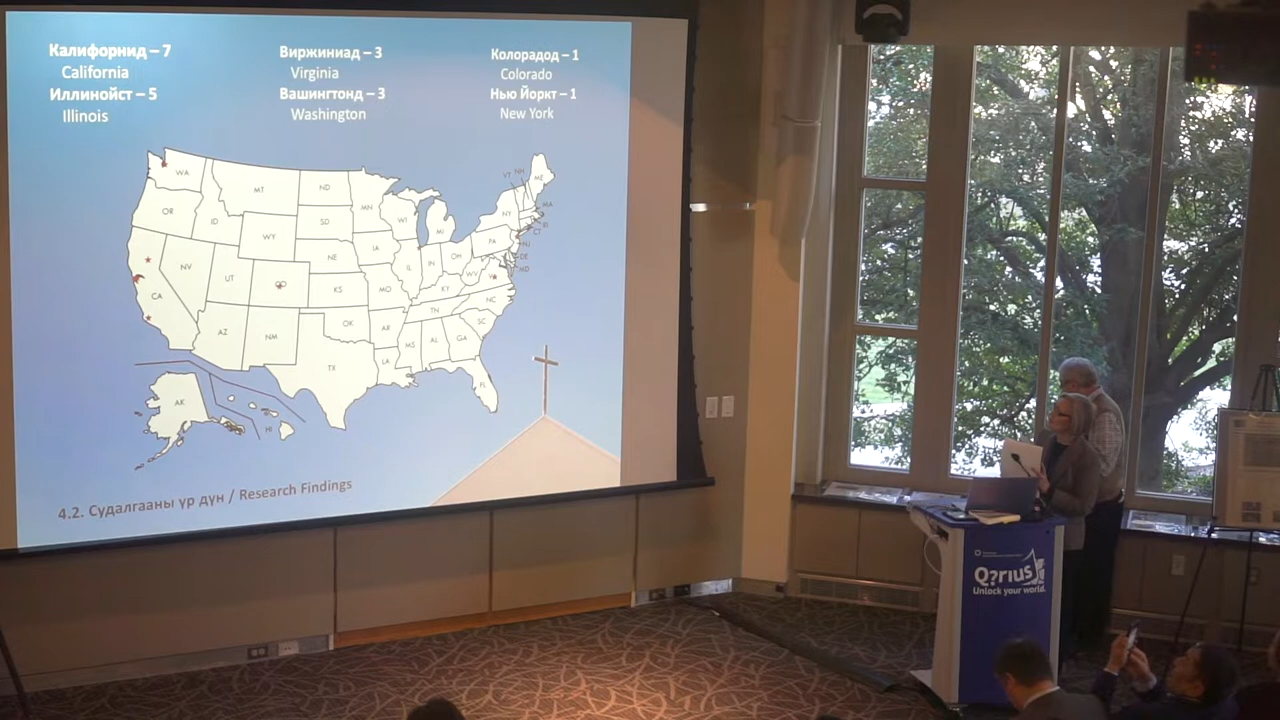 Калифорнид – 7
California
Иллинойст – 5
Illinois
Виржиниад – 3
Virginia
Вашингтонд – 3
Washington
Колорадод – 1
Colorado
Нью Йоркт – 1
New York
WA
OR
ID
MT
ND
SD
WY
NE
NV
UT
CA
AZ
NM
KS
OK
TX
MN
IA
MO
AR
LA
WI
IL
MI
IN
OH
KY
TN
MS
AL
GA
FL
SC
NC
WV
PA
NY
VT
NH
ME
MA
CT
NJ
DE
MD
AK
HI
4.2. Судалгааны үр дүн / Research Findings
Q?rius
Unlock your world.